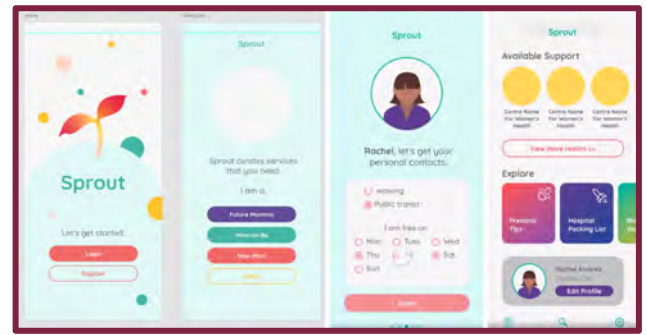 Sprout
Let's get started.
Login
Register
Sprout
Sprout curates services
that you need.
I am a:
Future Mommy
New Mom
Sprout
Rachel, let's get your
personal contacts.
Walking
Public transit
I am free on:
Mon Tues Wed
Thu Sat
Sun
Sprout
Available Support
Centre Name
For Women's
Health
Centre Name
For Women's
Health
Centre Name
For Women's
Health
View more results >>
Explore
Prenatal
Tips
Hospital
Packing List
Edit Profile